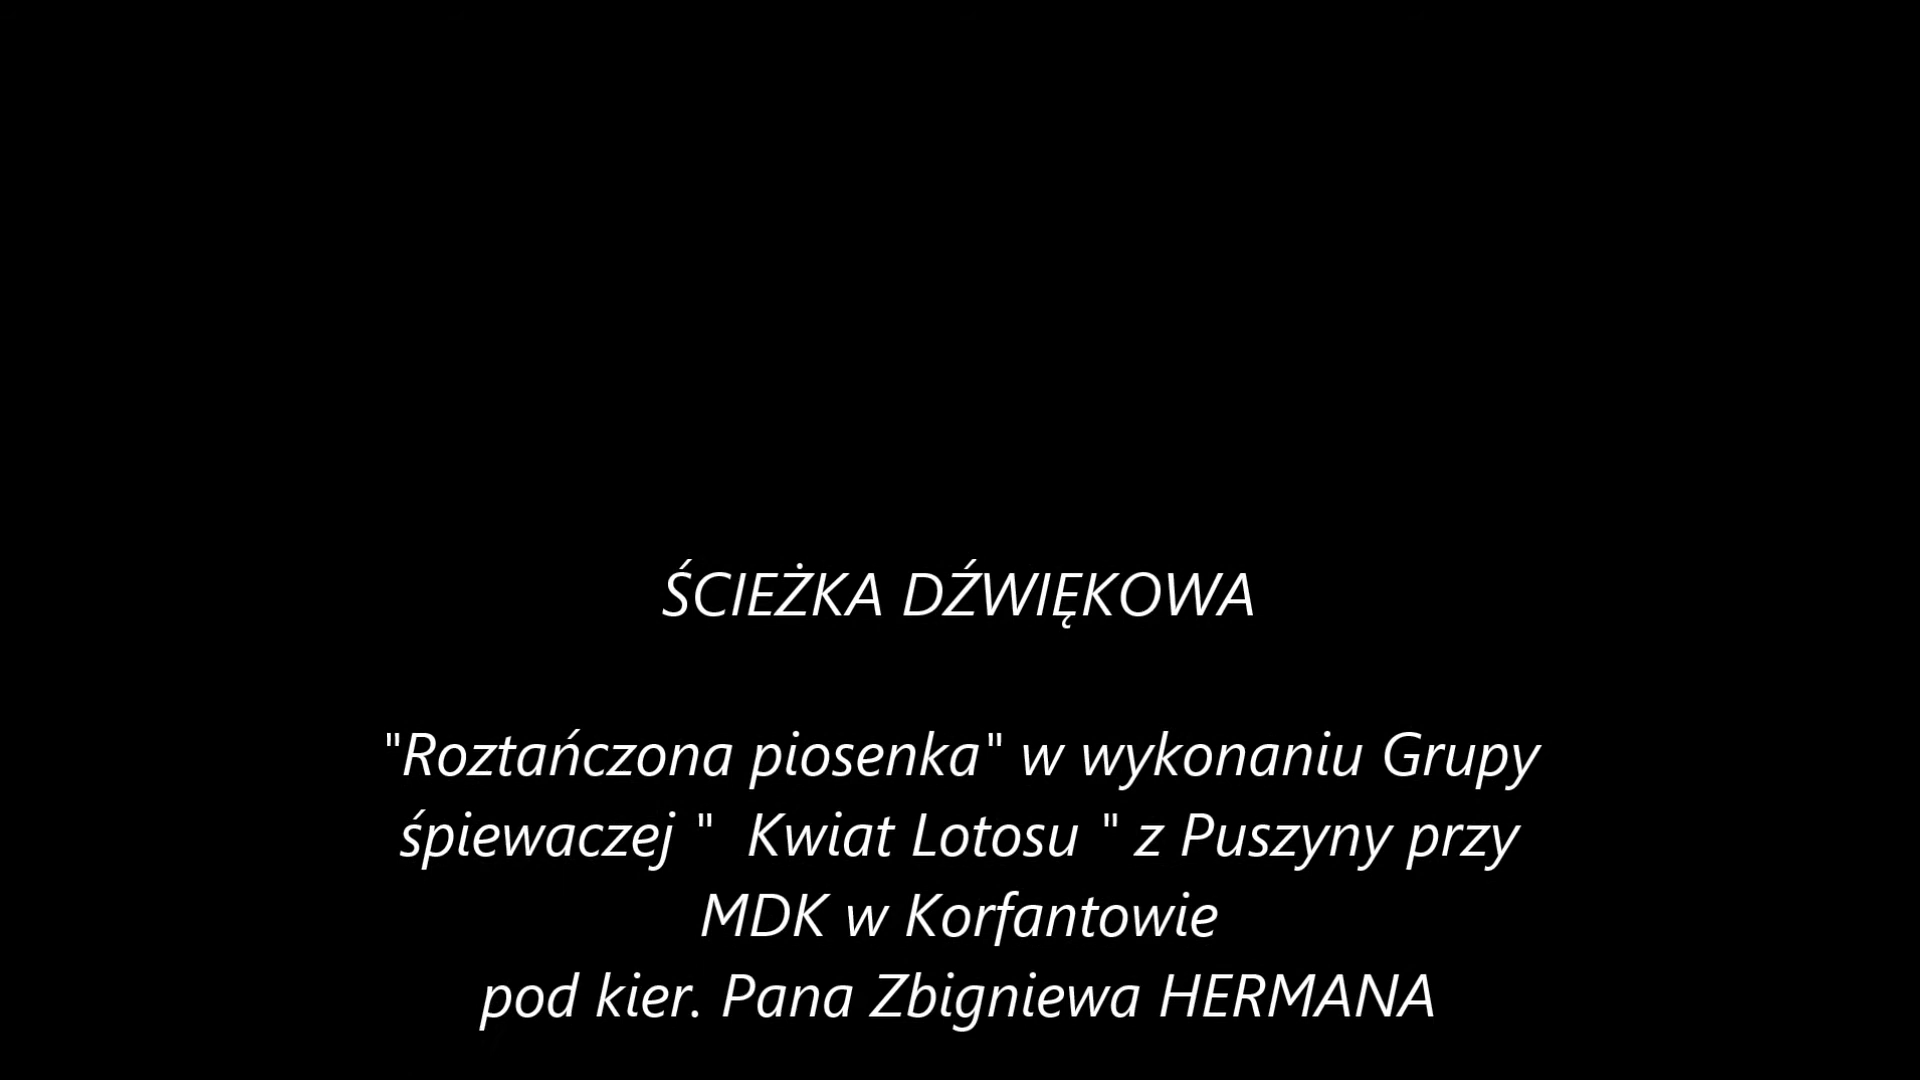 ŚCIEŻKA DŹWIĘKOWA
"Roztańczona piosenka" w wykonaniu Grupy
śpiewaczej "  Kwiat Lotosu " z Puszyny przy
MDK w Korfantowie
pod kier. Pana Zbigniewa HERMANA